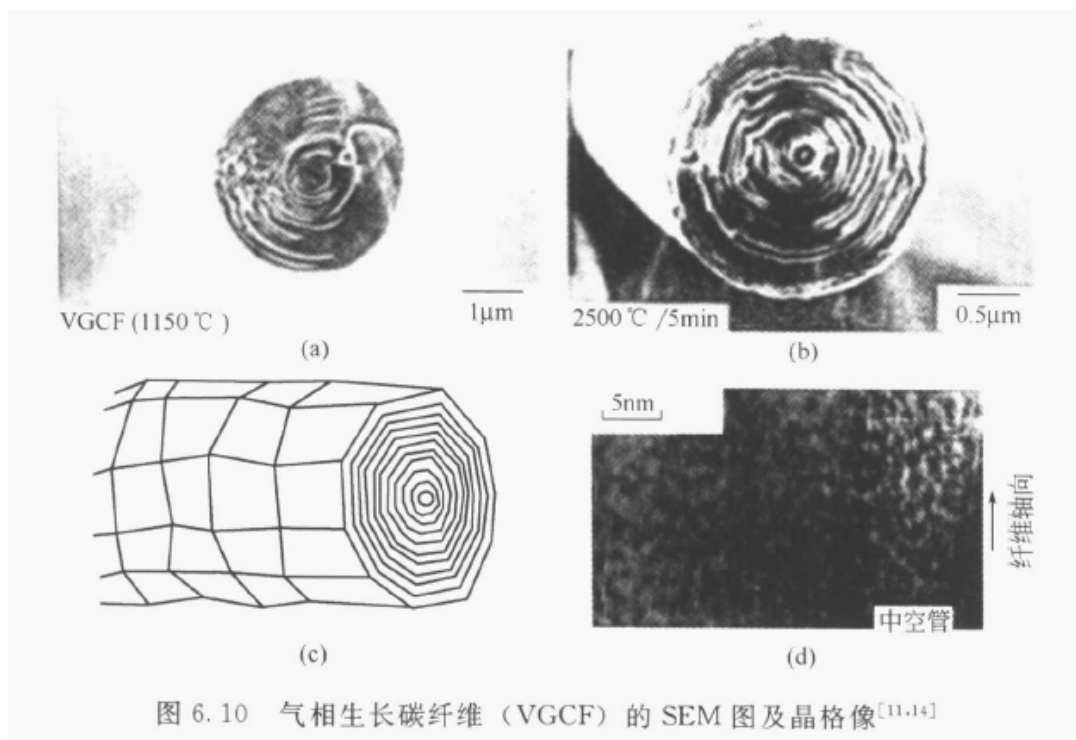 VGCF (1150℃)
1μm
(a)
2500℃/5min
0.5μm
(b)
(c)
5nm
纤维轴向
中空管
(d)
图 6.10 气相生长碳纤维（VGCF）的 SEM 图及晶格像[11,14]